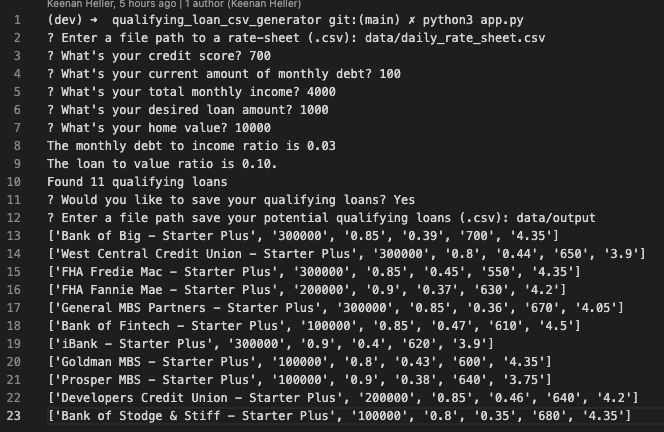 Keenan Heller, 5 hours ago | 1 author (Keenan Heller)
1 (dev) → qualifying_loan_csv_generator git:(main) ✗ python3 app.py
2 ? Enter a file path to a rate-sheet (.csv): data/daily_rate_sheet.csv
3 ? What's your credit score? 700
4 ? What's your current amount of monthly debt? 100
5 ? What's your total monthly income? 4000
6 ? What's your desired loan amount? 1000
7 ? What's your home value? 10000
8 The monthly debt to income ratio is 0.03
9 The loan to value ratio is 0.10.
10 Found 11 qualifying loans
11 ? Would you like to save your qualifying loans? Yes
12 ? Enter a file path save your potential qualifying loans (.csv): data/output
13 ['Bank of Big - Starter Plus', '300000', '0.85', '0.39', '700', '4.35']
14 ['West Central Credit Union - Starter Plus', '300000', '0.8', '0.44', '650', '3.9']
15 ['FHA Fredie Mac - Starter Plus', '300000', '0.85', '0.45', '550', '4.35']
16 ['FHA Fannie Mae - Starter Plus', '200000', '0.9', '0.37', '630', '4.2']
17 ['General MBS Partners - Starter Plus', '300000', '0.85', '0.36', '670', '4.05']
18 ['Bank of Fintech - Starter Plus', '100000', '0.85', '0.47', '610', '4.5']
19 ['iBank - Starter Plus', '300000', '0.9', '0.4', '620', '3.9']
20 ['Goldman MBS - Starter Plus', '100000', '0.8', '0.43', '600', '4.35']
21 ['Prosper MBS - Starter Plus', '100000', '0.9', '0.38', '640', '3.75']
22 ['Developers Credit Union - Starter Plus', '200000', '0.85', '0.46', '640', '4.2']
23 ['Bank of Stodge & Stiff - Starter Plus', '100000', '0.8', '0.35', '680', '4.35']